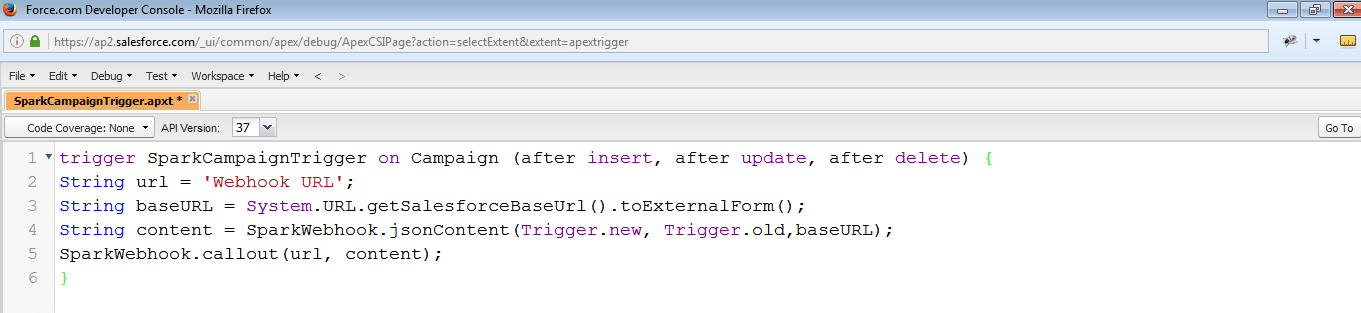 Force.com Developer Console - Mozilla Firefox
https://ap2.salesforce.com/_ui/common/apex/debug/ApexCSIPage?action=selectExtent&extent=apextrigger
File Edit Debug Test Workspace Help < >
SparkCampaignTrigger.apxt *
Code Coverage: None API Version: 37 Go To
1 trigger SparkCampaignTrigger on Campaign (after insert, after update, after delete) {
2 String url = 'Webhook URL';
3 String baseURL = System.URL.getSalesforceBaseUrl().toExternalForm();
4 String content = SparkWebhook.jsonContent(Trigger.new, Trigger.old,baseURL);
5 SparkWebhook.callout(url, content);
6 }